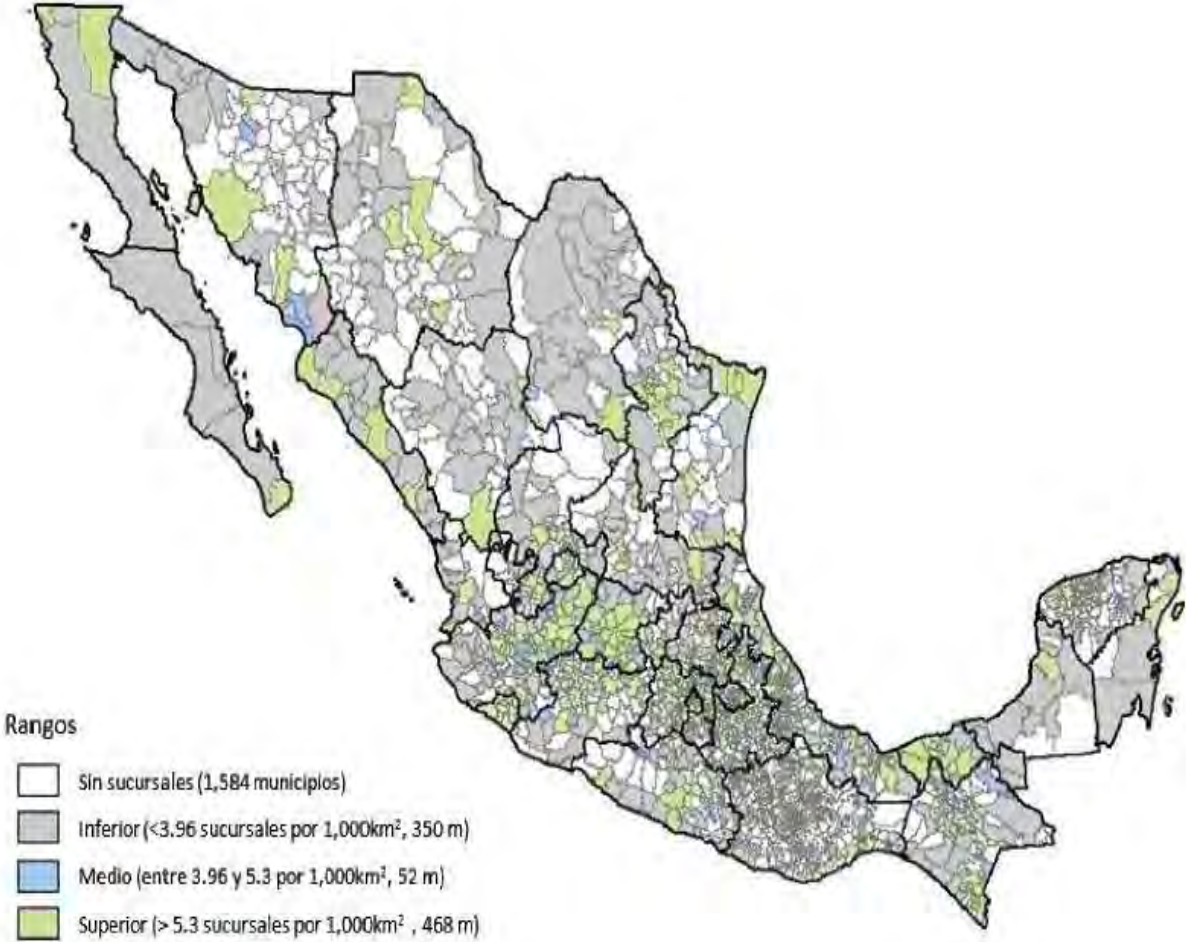 Rangos
Sin sucursales (1,584 municipios)
Inferior (<3.96 sucursales por 1,000km², 350 m)
Medio (entre 3.96 y 5.3 por 1,000km², 52 m)
Superior (> 5.3 sucursales por 1,000km² , 468 m)